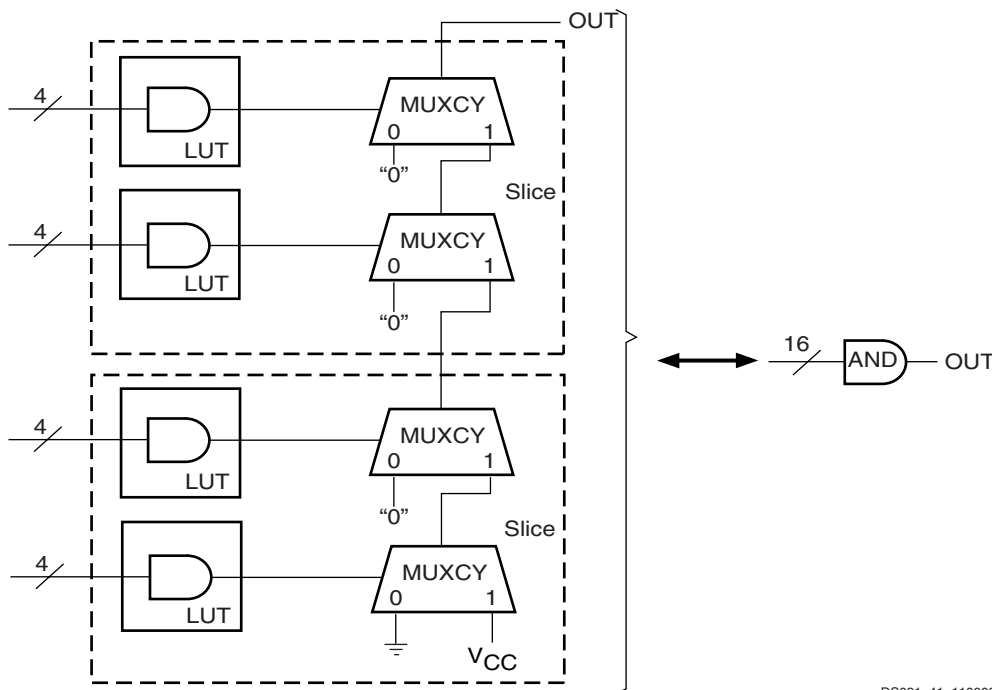 OUT
4
LUT
MUXCY
0 1
“0”
Slice
4
LUT
MUXCY
0 1
“0”
16
AND
OUT
4
LUT
MUXCY
0 1
“0”
Slice
4
LUT
MUXCY
0 1
VCC